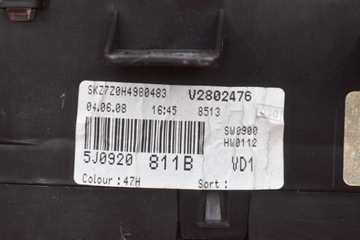 SKZ7Z0H4980483 V2802476
04.06.08 16:45 8513
SW0900
HW0112
5J0920 811B VD1
Colour : 47H Sort :